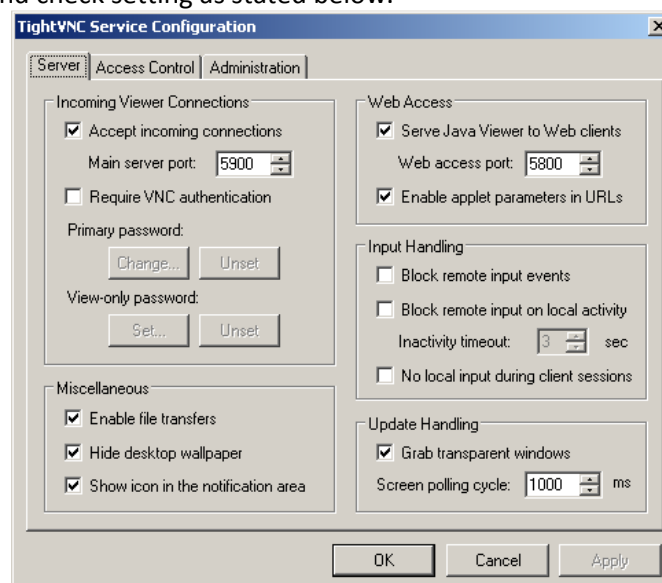 nd check setting as stated below.
TightVNC Service Configuration
Server
Access Control
Administration
Incoming Viewer Connections
Accept incoming connections
Main server port: 5900
Require VNC authentication
Primary password:
Change... Unset
View-only password:
Set... Unset
Miscellaneous
Enable file transfers
Hide desktop wallpaper
Show icon in the notification area
Web Access
Serve Java Viewer to Web clients
Web access port: 5800
Enable applet parameters in URLs
Input Handling
Block remote input events
Block remote input on local activity
Inactivity timeout: 3 sec
No local input during client sessions
Update Handling
Grab transparent windows
Screen polling cycle: 1000 ms
OK Cancel Apply